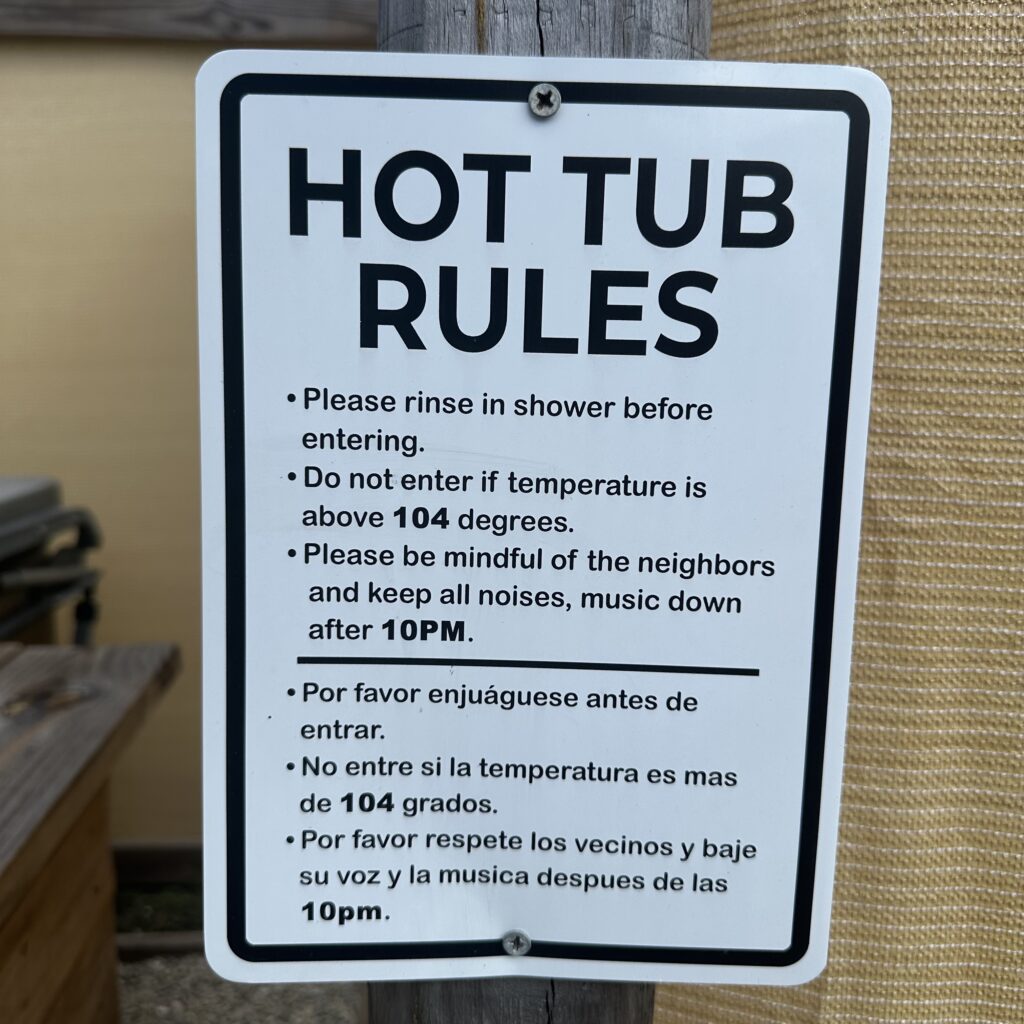 HOT TUB
RULES
• Please rinse in shower before
entering.
• Do not enter if temperature is
above 104 degrees.
• Please be mindful of the neighbors
and keep all noises, music down
after 10PM.
• Por favor enjuáguese antes de
entrar.
• No entre si la temperatura es mas
de 104 grados.
• Por favor respete los vecinos y baje
su voz y la musica despues de las
10pm.